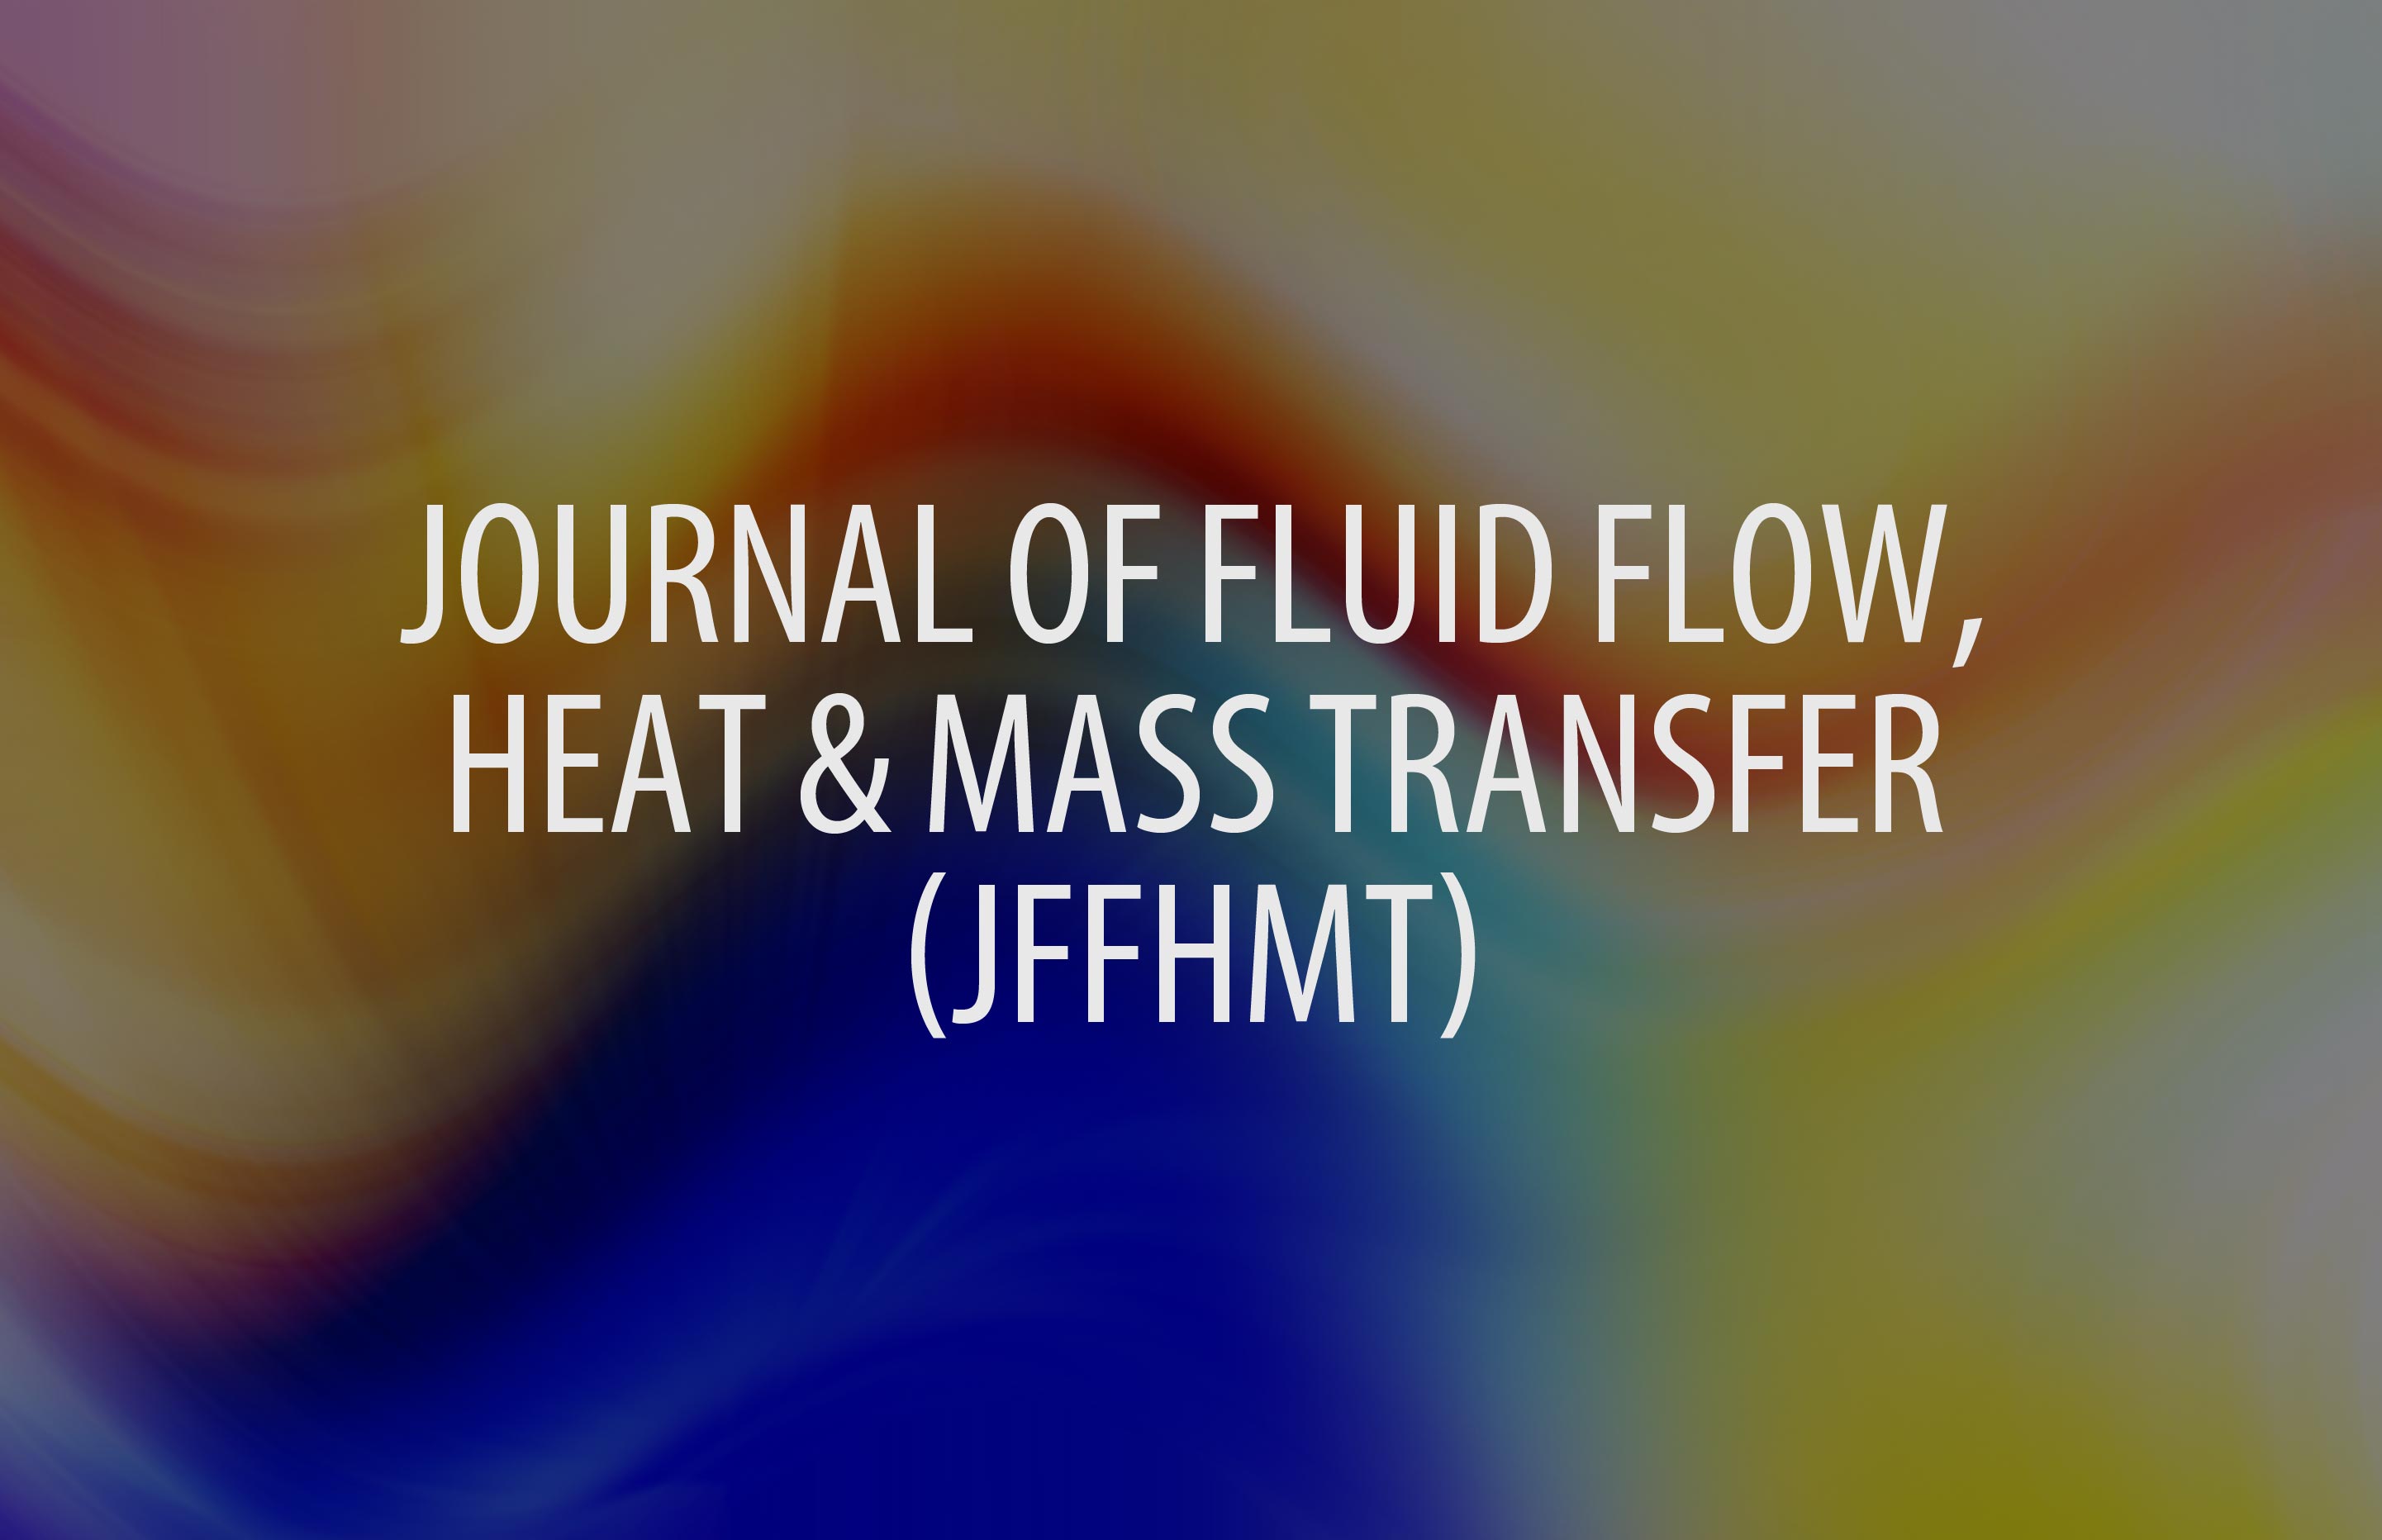 JOURNAL OF FLUID FLOW,
HEAT & MASS TRANSFER
(JFFHMT)